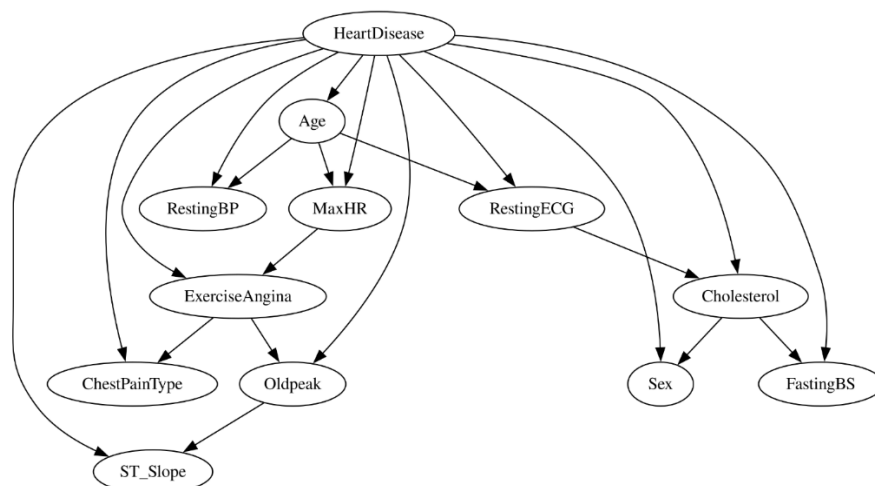 HeartDisease
Age
RestingBP
MaxHR
RestingECG
ExerciseAngina
Cholesterol
ChestPainType
Oldpeak
Sex
FastingBS
ST_Slope